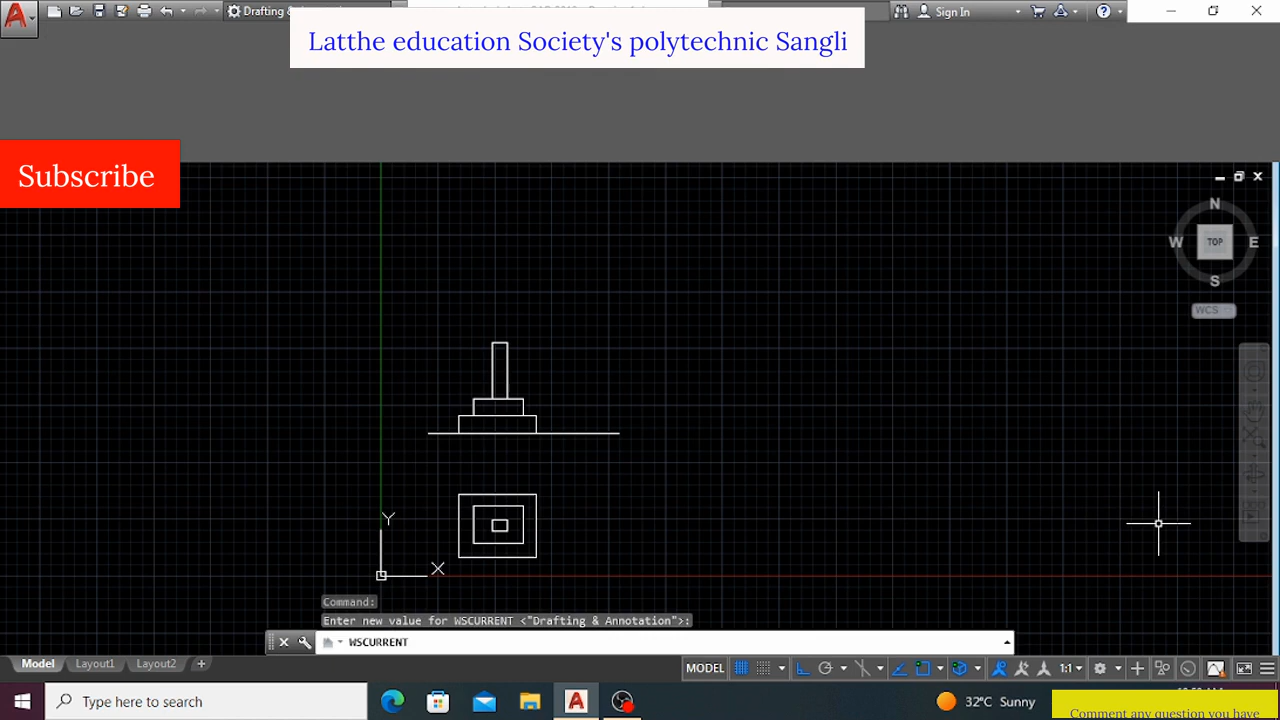 Drafting &
Sign In
Latthe education Society's polytechnic Sangli
Subscribe
N
W
TOP
E
S
WCS
Y
X
Command:
Enter new value for WSCURRENT <"Drafting & Annotation">:
WSCURRENT
Model
Layout1
Layout2
MODEL
1:1
Type here to search
32°C Sunny
Comment any question you have